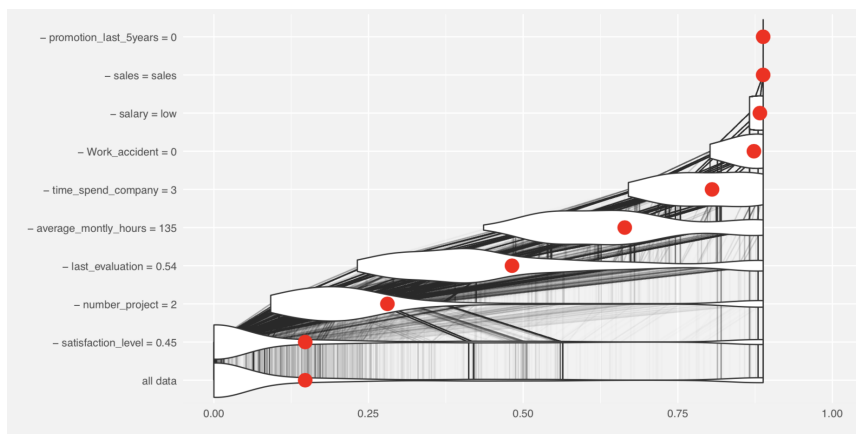 − promotion_last_5years = 0
− sales = sales
− salary = low
− Work_accident = 0
− time_spend_company = 3
− average_montly_hours = 135
− last_evaluation = 0.54
− number_project = 2
− satisfaction_level = 0.45
all data
0.00 0.25 0.50 0.75 1.00